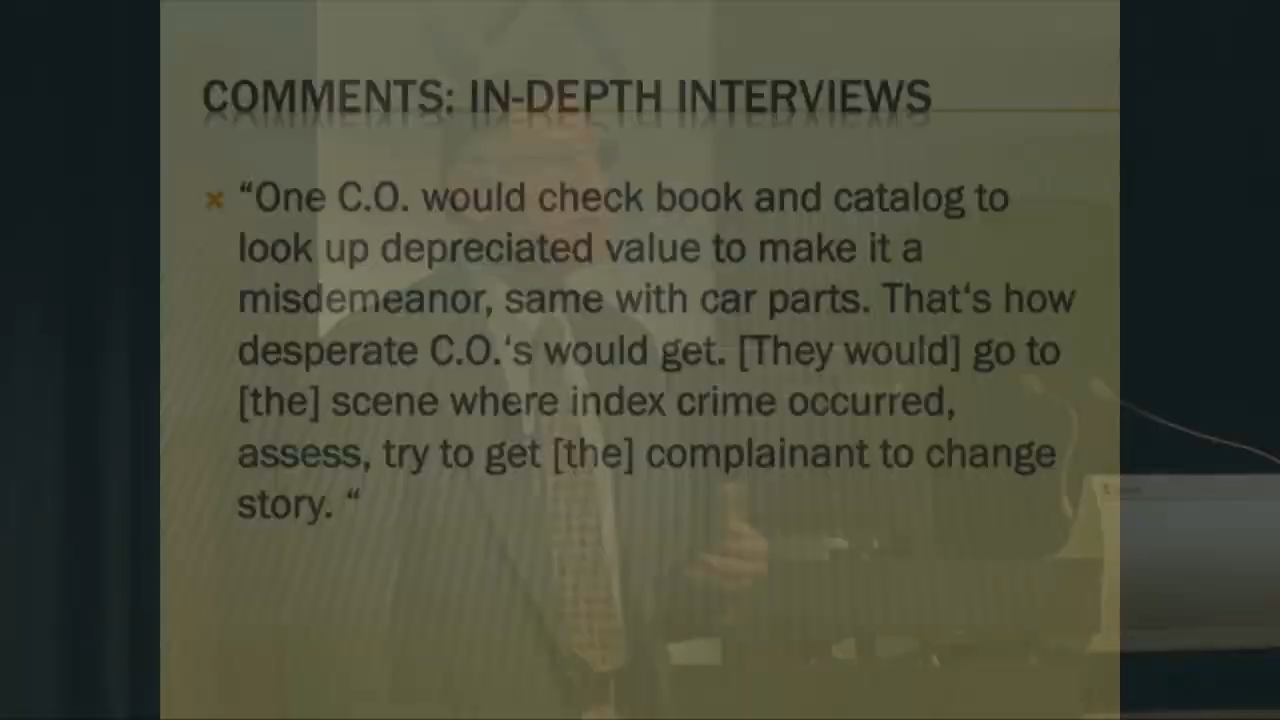 COMMENTS: IN-DEPTH INTERVIEWS
“One C.O. would check book and catalog to
look up depreciated value to make it a
misdemeanor, same with car parts. That‘s how
desperate C.O.‘s would get. [They would] go to
[the] scene where index crime occurred,
assess, try to get [the] complainant to change
story. “